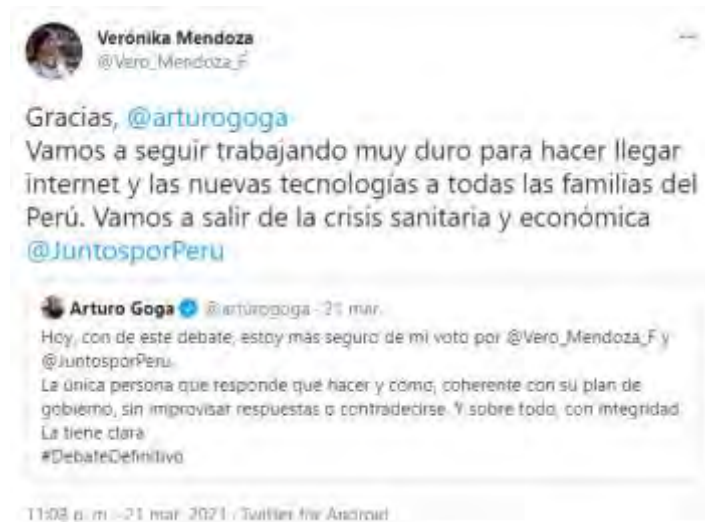 Verónika Mendoza
@Vero_Mendoza_F
Gracias, @arturogoga
Vamos a seguir trabajando muy duro para hacer llegar
internet y las nuevas tecnologías a todas las familias del
Perú. Vamos a salir de la crisis sanitaria y económica
@JuntosporPeru
Arturo Goga @arturogoga · 21 mar.
Hoy, con de este debate, estoy más seguro de mi voto por @Vero_Mendoza_F y
@JuntosporPeru.
La única persona que responde qué hacer y cómo, coherente con su plan de
gobierno, sin improvisar respuestas o contradecirse. Y sobre todo, con integridad.
La tiene clara
#DebateDefinitivo
11:03 p. m. · 21 mar. 2021 · Twitter for Android